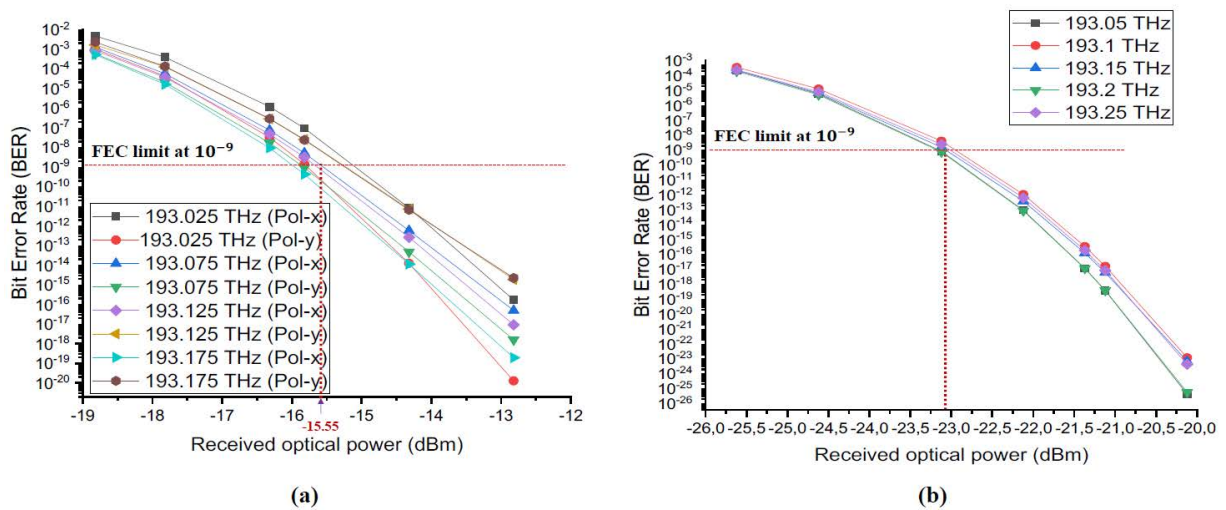 10⁻²
10⁻³
10⁻⁴
10⁻⁵
10⁻⁶
10⁻⁷
10⁻⁸
10⁻⁹
10⁻¹⁰
10⁻¹¹
10⁻¹²
10⁻¹³
10⁻¹⁴
10⁻¹⁵
10⁻¹⁶
10⁻¹⁷
10⁻¹⁸
10⁻¹⁹
10⁻²⁰
Bit Error Rate (BER)
FEC limit at 10⁻⁹
193.025 THz (Pol-x)
193.025 THz (Pol-y)
193.075 THz (Pol-x)
193.075 THz (Pol-y)
193.125 THz (Pol-x)
193.125 THz (Pol-y)
193.175 THz (Pol-x)
193.175 THz (Pol-y)
-19 -18 -17 -16 -15 -14 -13 -12
-15.55
Received optical power (dBm)
(a)
193.05 THz
193.1 THz
193.15 THz
193.2 THz
193.25 THz
10⁻³
10⁻⁴
10⁻⁵
10⁻⁶
10⁻⁸
10⁻⁹
10⁻¹⁰
10⁻¹¹
10⁻¹²
10⁻¹⁴
10⁻¹⁵
10⁻¹⁶
10⁻¹⁷
10⁻¹⁹
10⁻²⁰
10⁻²¹
10⁻²²
10⁻²³
10⁻²⁵
10⁻²⁶
Bit Error Rate (BER)
FEC limit at 10⁻⁹
-26,0 -25,5 -25,0 -24,5 -24,0 -23,5 -23,0 -22,5 -22,0 -21,5 -21,0 -20,5 -20,0
Received optical power (dBm)
(b)